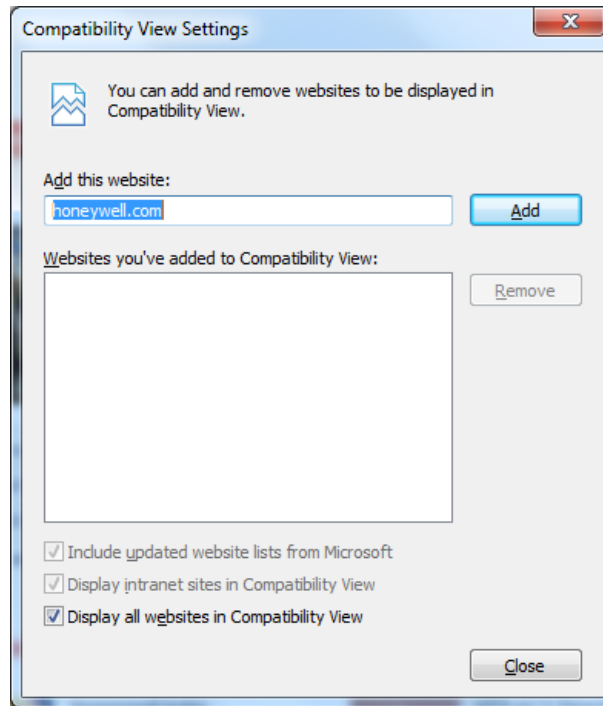 Compatibility View Settings
You can add and remove websites to be displayed in
Compatibility View.
Add this website:
honeywell.com
Add
Websites you've added to Compatibility View:
Remove
Include updated website lists from Microsoft
Display intranet sites in Compatibility View
Display all websites in Compatibility View
Close